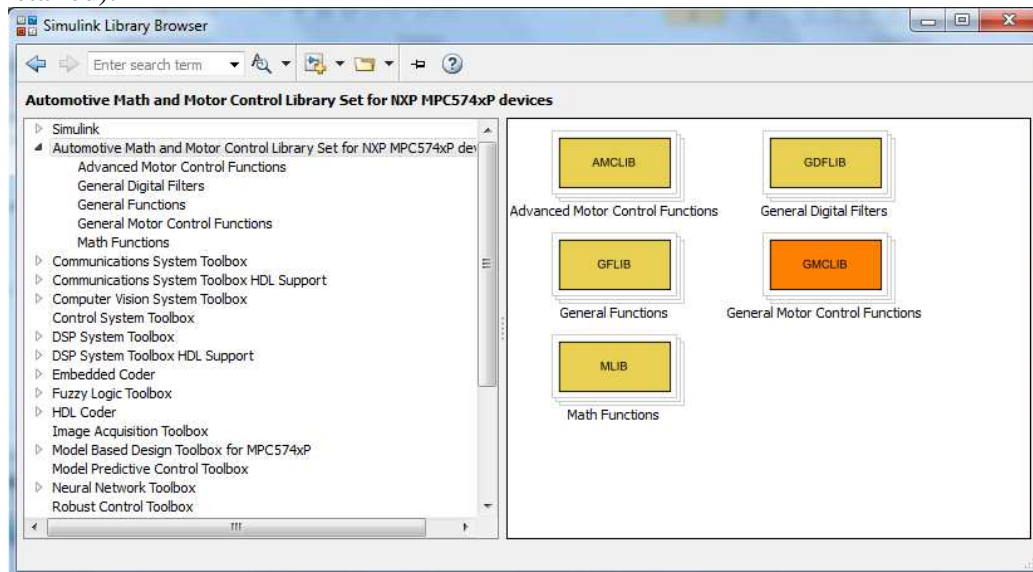 Simulink Library Browser
Enter search term
Automotive Math and Motor Control Library Set for NXP MPC574xP devices
Simulink
Automotive Math and Motor Control Library Set for NXP MPC574xP dev
Advanced Motor Control Functions
General Digital Filters
General Functions
General Motor Control Functions
Math Functions
Communications System Toolbox
Communications System Toolbox HDL Support
Computer Vision System Toolbox
Control System Toolbox
DSP System Toolbox
DSP System Toolbox HDL Support
Embedded Coder
Fuzzy Logic Toolbox
HDL Coder
Image Acquisition Toolbox
Model Based Design Toolbox for MPC574xP
Model Predictive Control Toolbox
Neural Network Toolbox
Robust Control Toolbox
AMCLIB
GDFLIB
Advanced Motor Control Functions
General Digital Filters
GFLIB
GMCLIB
General Functions
General Motor Control Functions
MLIB
Math Functions